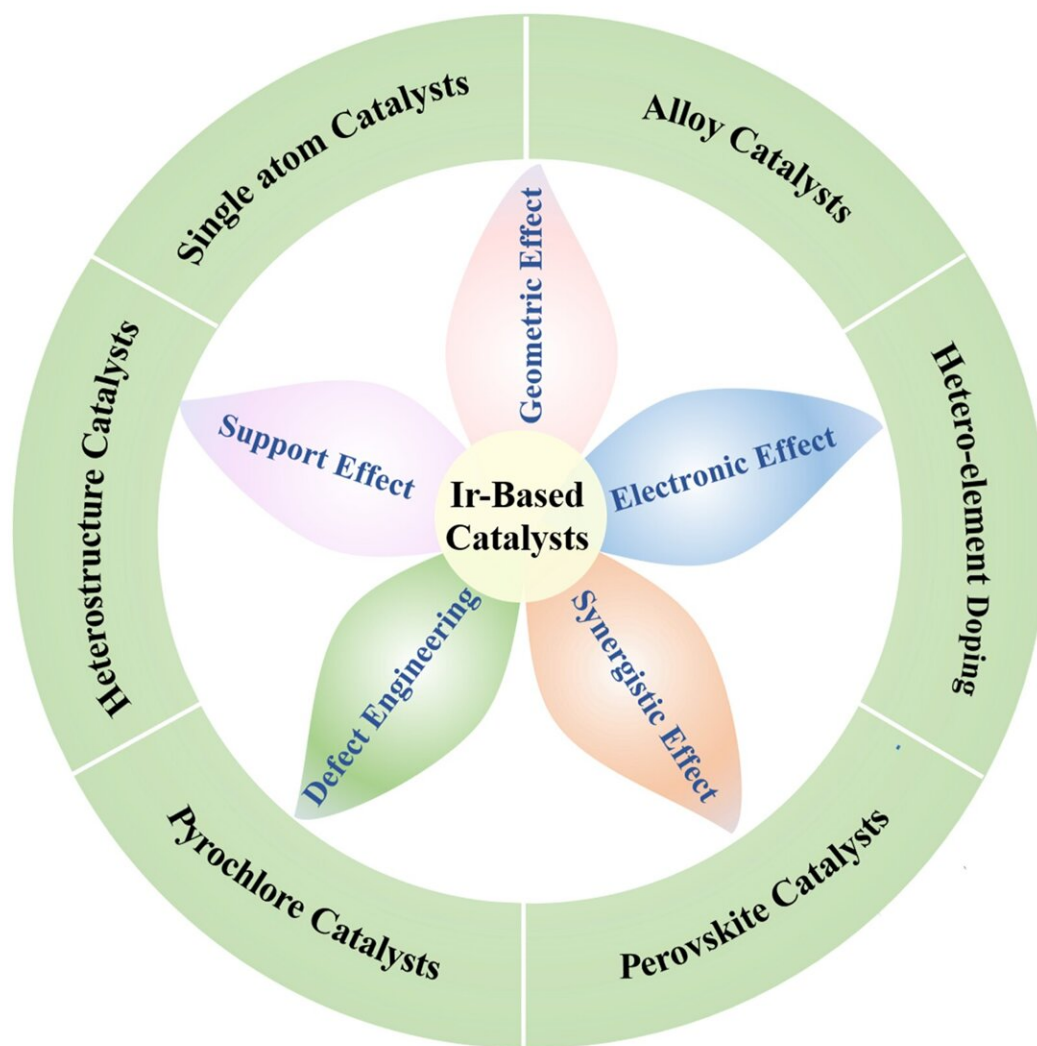 Single atom Catalysts
Alloy Catalysts
Hetero-element Doping
Perovskite Catalysts
Pyrochlore Catalysts
Heterostructure Catalysts
Geometric Effect
Electronic Effect
Synergistic Effect
Defect Engineering
Support Effect
Ir-Based
Catalysts